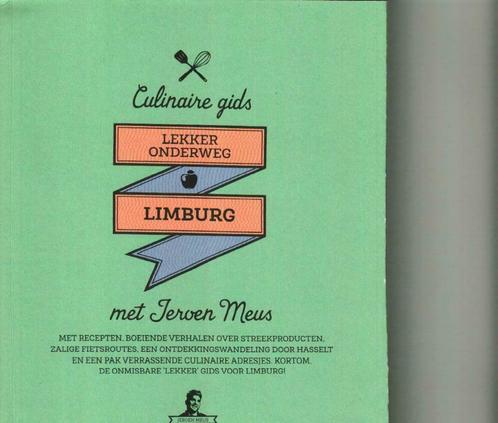 Culinaire gids
LEKKER
ONDERWEG
LIMBURG
met Jeroen Meus
MET RECEPTEN, BOEIENDE VERHALEN OVER STREEKPRODUCTEN,
ZALIGE FIETSROUTES, EEN ONTDEKKINGSWANDELING DOOR HASSELT
EN EEN PAK VERRASSENDE CULINAIRE ADRESJES. KORTOM,
DE ONMISBARE 'LEKKER' GIDS VOOR LIMBURG!
JEROEN MEUS